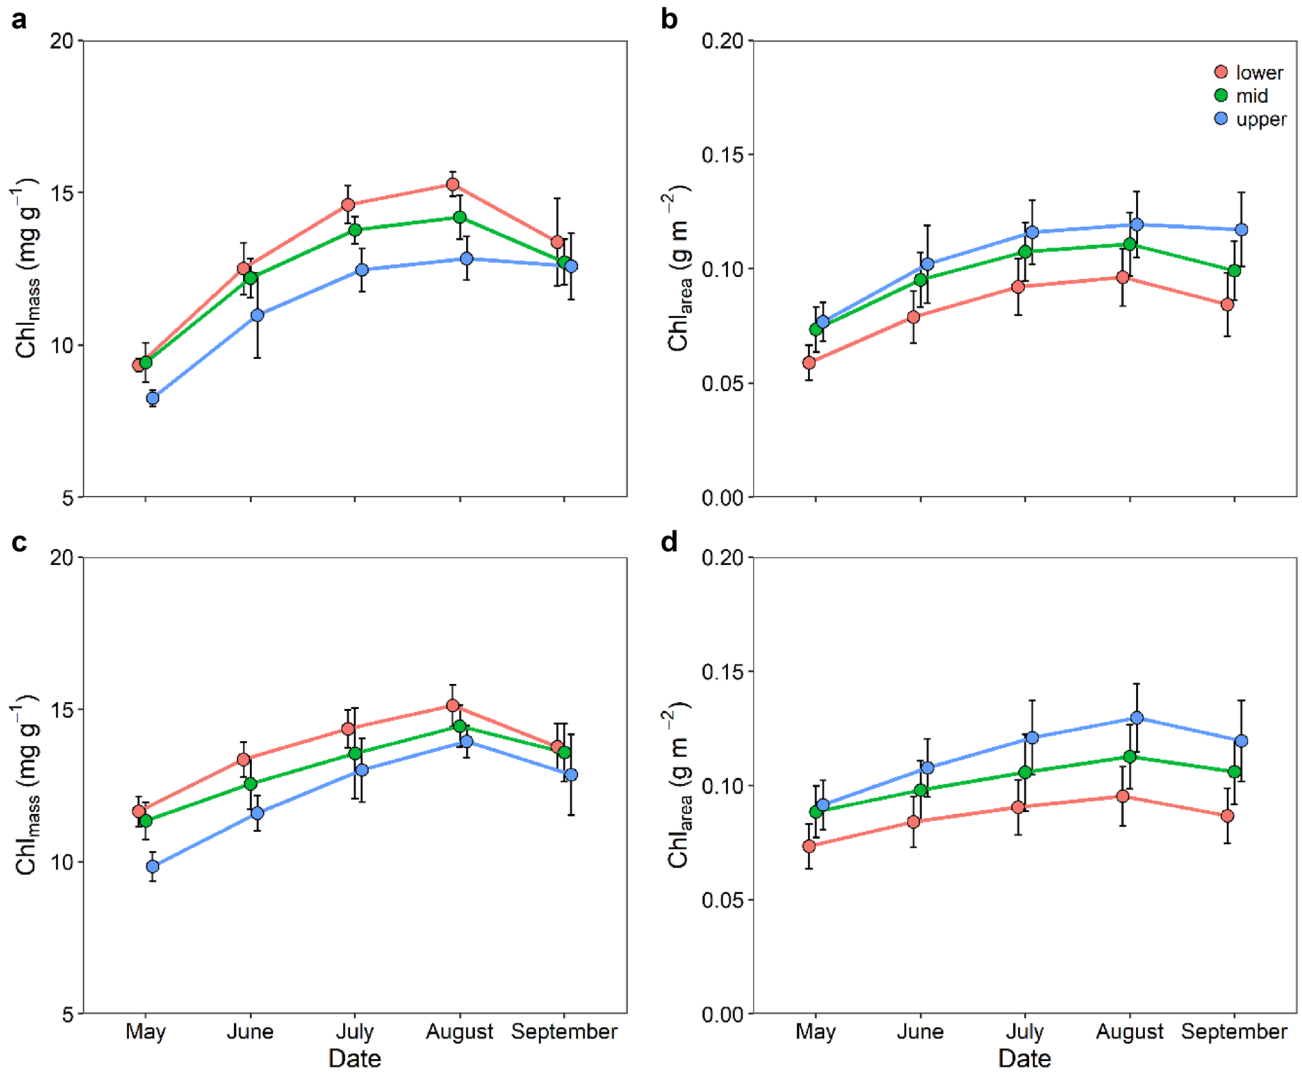 a
20
15
10
5
Chlmass (mg g−1)
b
0.20
0.15
0.10
0.05
0.00
Chlarea (g m −2)
lower
mid
upper
c
20
15
10
5
Chlmass (mg g−1)
May June July August September
Date
d
0.20
0.15
0.10
0.05
0.00
Chlarea (g m −2)
May June July August September
Date